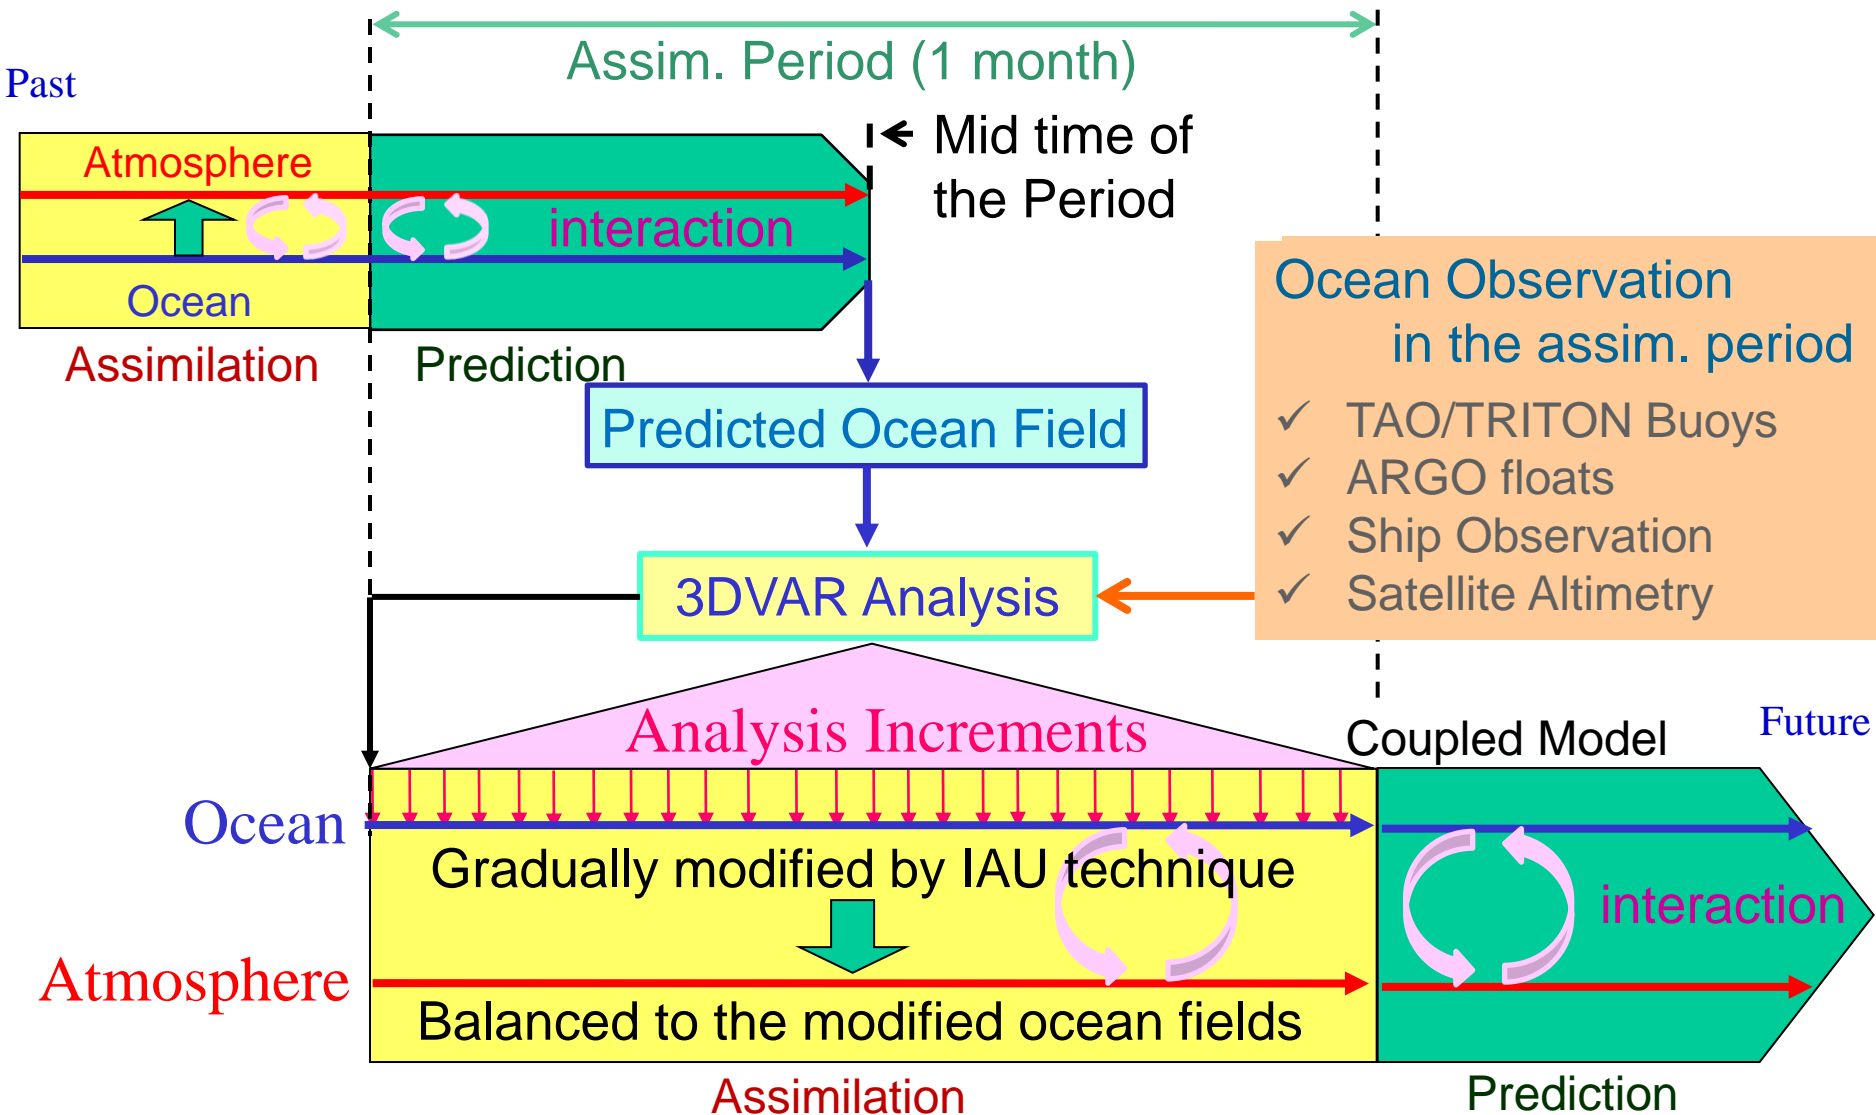 Assim. Period (1 month)
Past
Mid time of
the Period
Atmosphere
interaction
Ocean
Assimilation
Prediction
Ocean Observation
in the assim. period
✓ TAO/TRITON Buoys
✓ ARGO floats
✓ Ship Observation
✓ Satellite Altimetry
Predicted Ocean Field
3DVAR Analysis
Analysis Increments
Coupled Model
Future
Ocean
Gradually modified by IAU technique
interaction
Atmosphere
Balanced to the modified ocean fields
Assimilation
Prediction